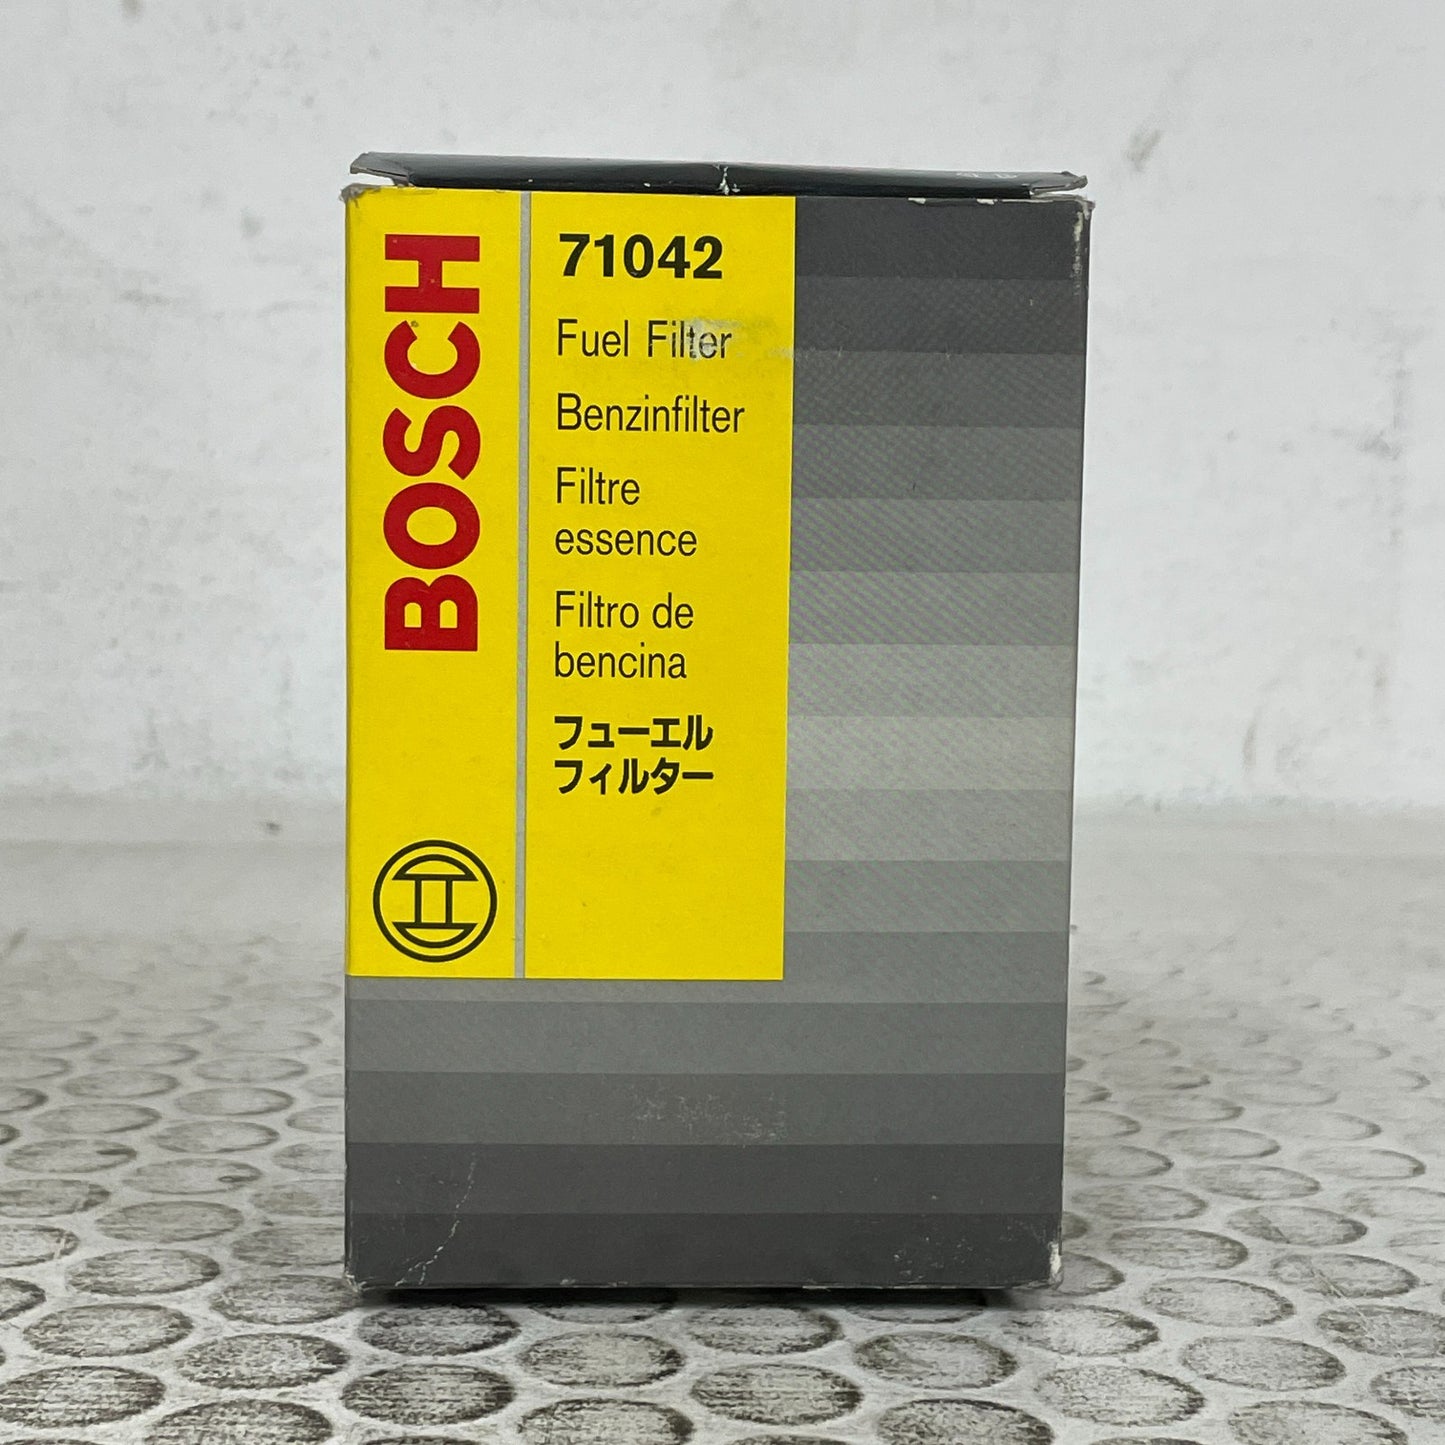 BOSCH
71042
Fuel Filter
Benzinfilter
Filtre
essence
Filtro de
bencina
フューエル
フィルター